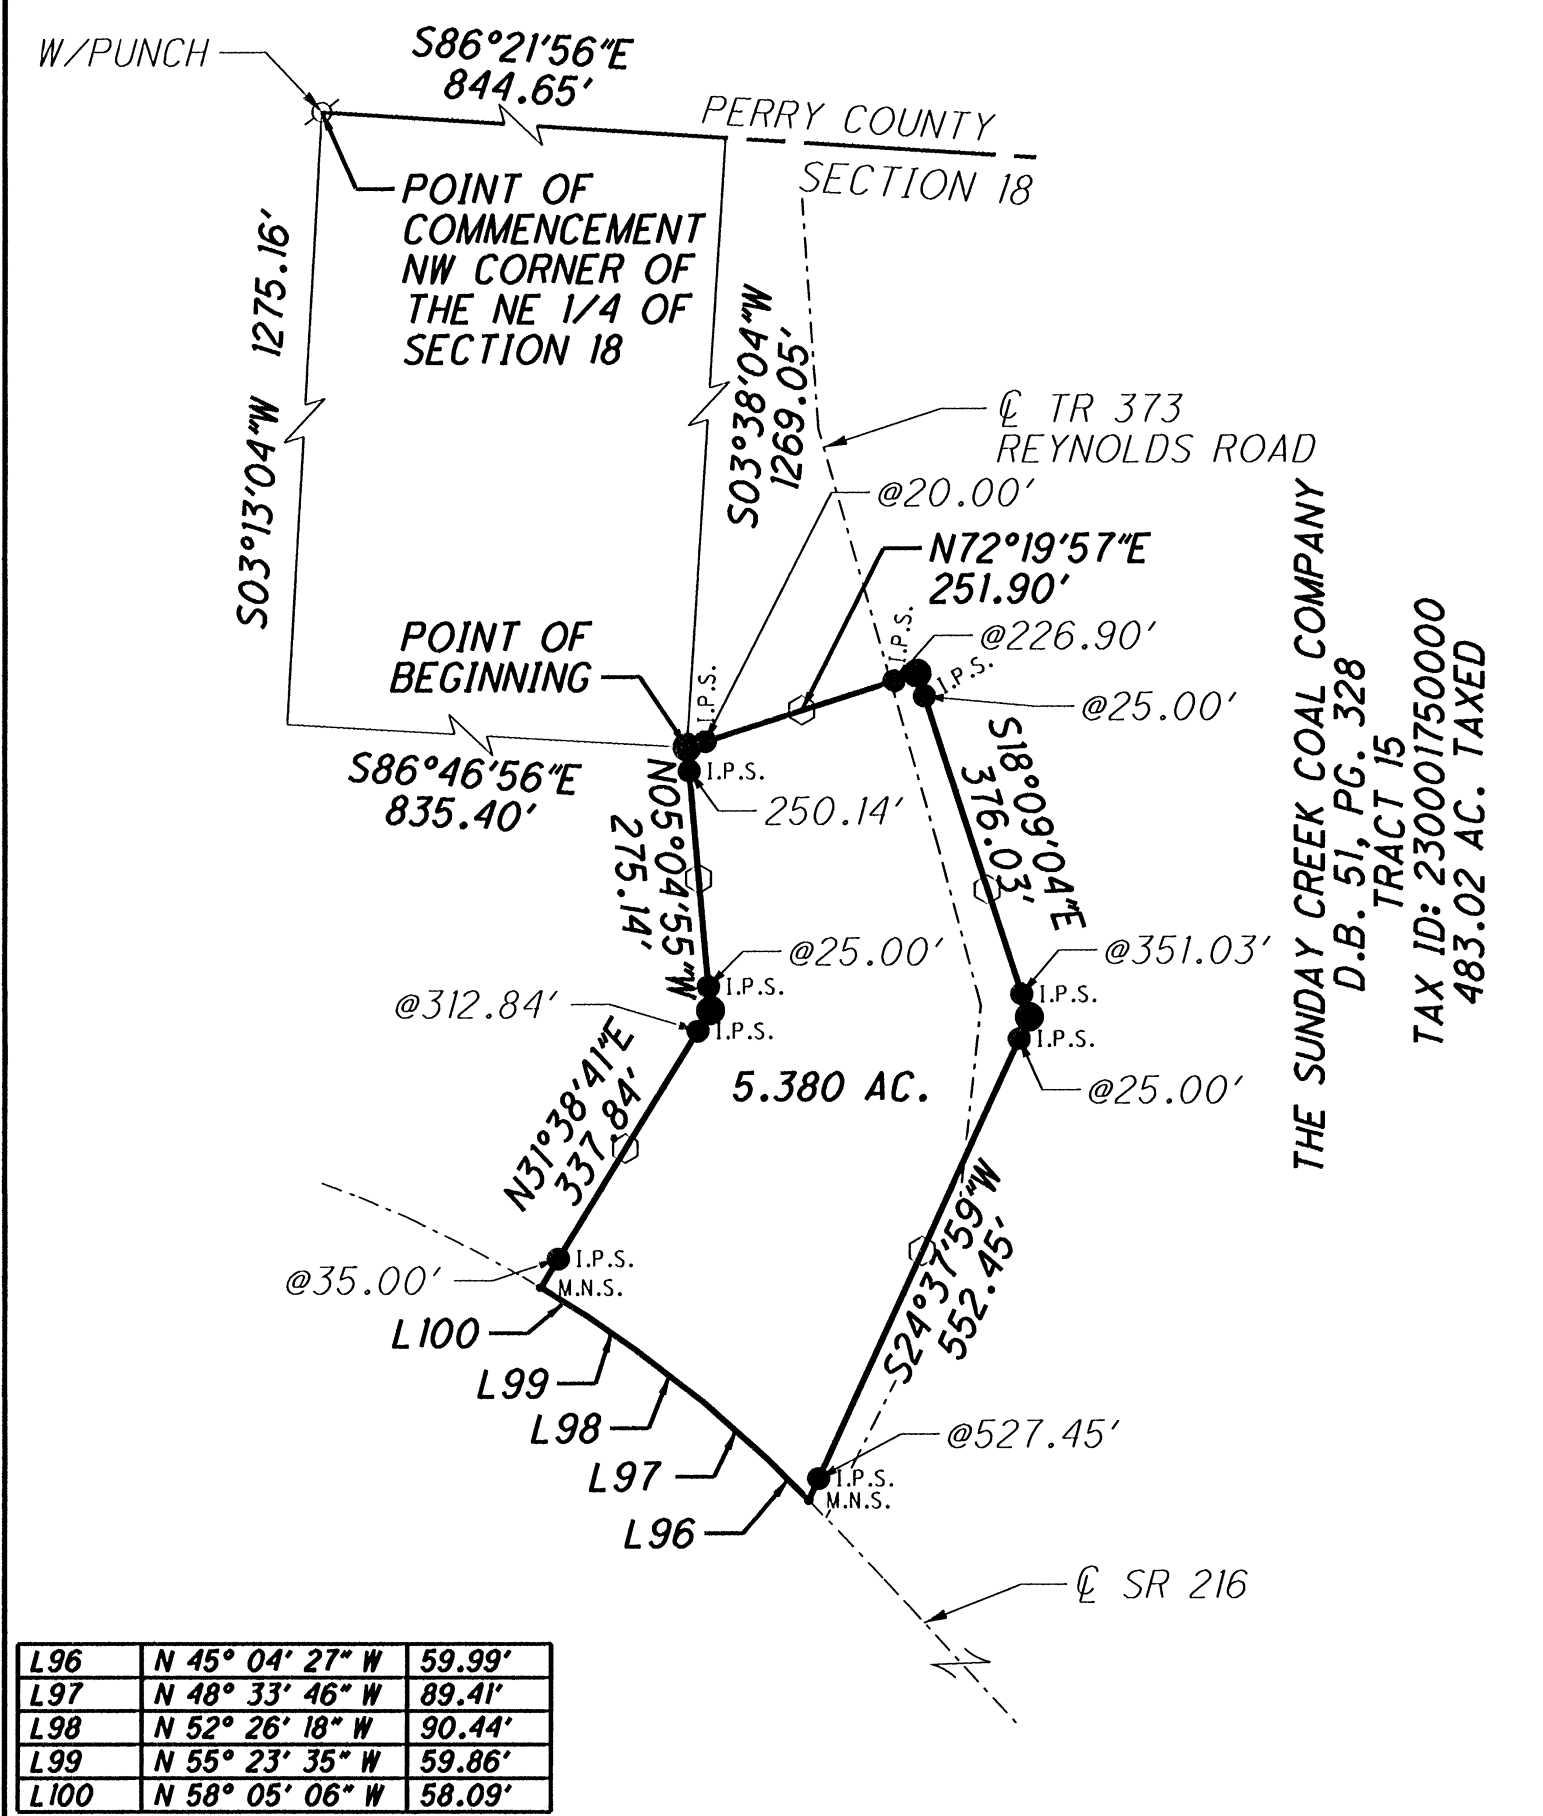 W/PUNCH
S86°21'56"E
844.65'
PERRY COUNTY
SECTION 18
POINT OF
COMMENCEMENT
NW CORNER OF
THE NE 1/4 OF
SECTION 18
S03°13'04"W 1275.16'
S03°38'04"W
1269.05'
℄ TR 373
REYNOLDS ROAD
@20.00'
N72°19'57"E
251.90'
I.P.S.
@226.90'
I.P.S.
@25.00'
POINT OF
BEGINNING
I.P.S.
I.P.S.
250.14'
S86°46'56"E
835.40'
N05°04'55"W
275.14'
S18°09'04"E
376.03'
@25.00'
I.P.S.
@312.84'
I.P.S.
@351.03'
I.P.S.
I.P.S.
@25.00'
5.380 AC.
N31°38'41"E
337.84'
I.P.S.
@35.00'
M.N.S.
S24°37'59"W
552.45'
L100
L99
L98
L97
L96
@527.45'
I.P.S.
M.N.S.
℄ SR 216
THE SUNDAY CREEK COAL COMPANY
D.B. 51, PG. 328
TRACT 15
TAX ID: 230001750000
483.02 AC. TAXED
L96 N 45° 04' 27" W 59.99'
L97 N 48° 33' 46" W 89.41'
L98 N 52° 26' 18" W 90.44'
L99 N 55° 23' 35" W 59.86'
L100 N 58° 05' 06" W 58.09'